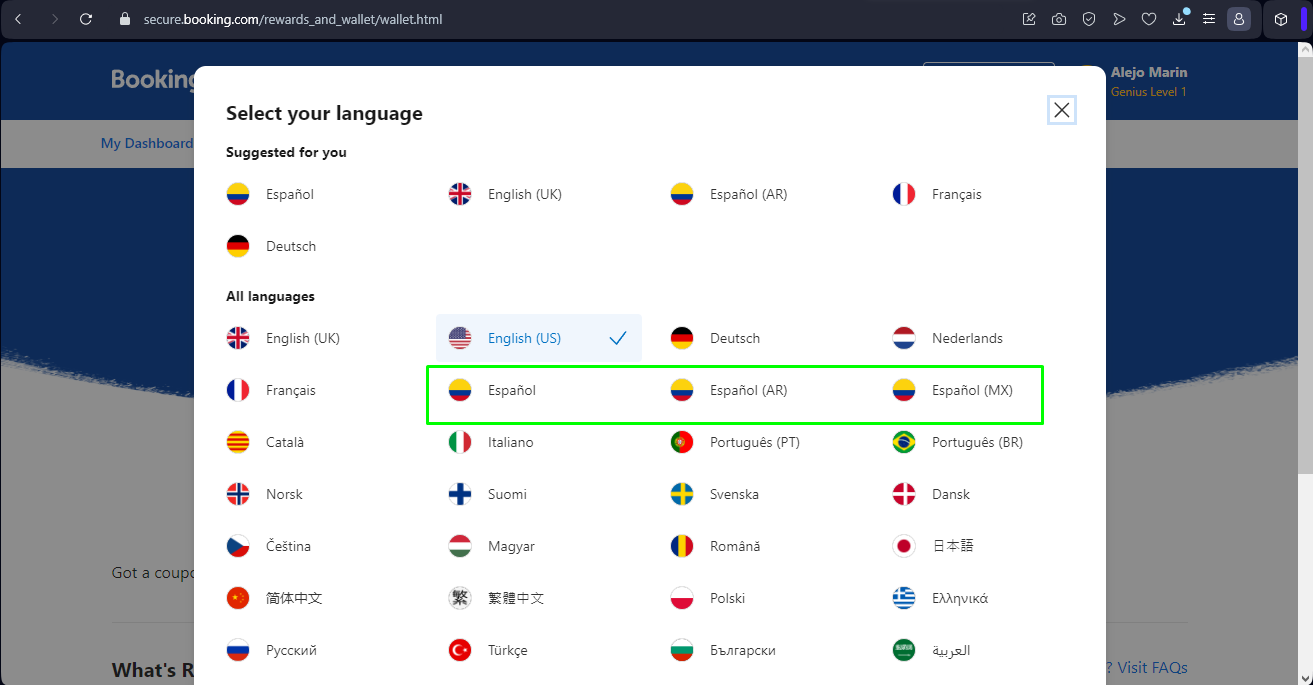 secure.booking.com/rewards_and_wallet/wallet.html
Booking
Alejo Marin
Genius Level 1
My Dashboard
Select your language
Suggested for you
Español
English (UK)
Español (AR)
Français
Deutsch
All languages
English (UK)
English (US)
Deutsch
Nederlands
Français
Español
Español (AR)
Español (MX)
Català
Italiano
Português (PT)
Português (BR)
Norsk
Suomi
Svenska
Dansk
Čeština
Magyar
Română
日本語
简体中文
繁
繁體中文
Polski
Ελληνικά
Русский
Türkçe
Български
العربية
Got a coupo
What's R
? Visit FAQs